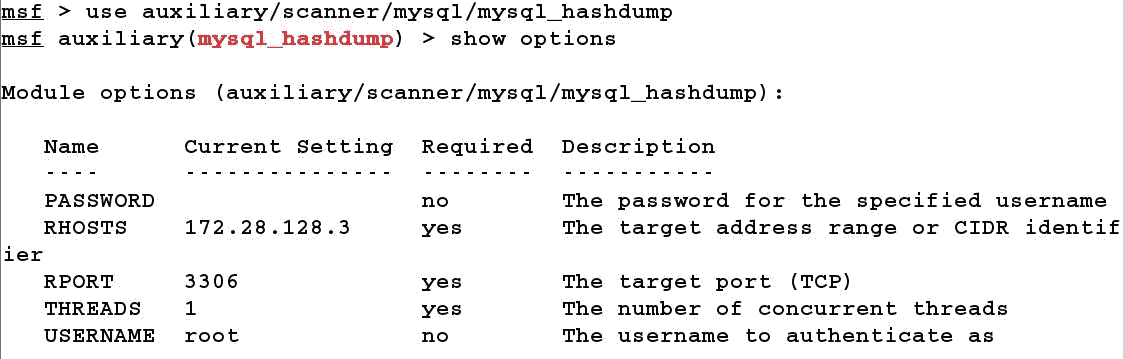 msf > use auxiliary/scanner/mysql/mysql_hashdump
msf auxiliary(mysql_hashdump) > show options
Module options (auxiliary/scanner/mysql/mysql_hashdump):
Name Current Setting Required Description
---- --------------- -------- -----------
PASSWORD no The password for the specified username
RHOSTS 172.28.128.3 yes The target address range or CIDR identif
ier
RPORT 3306 yes The target port (TCP)
THREADS 1 yes The number of concurrent threads
USERNAME root no The username to authenticate as